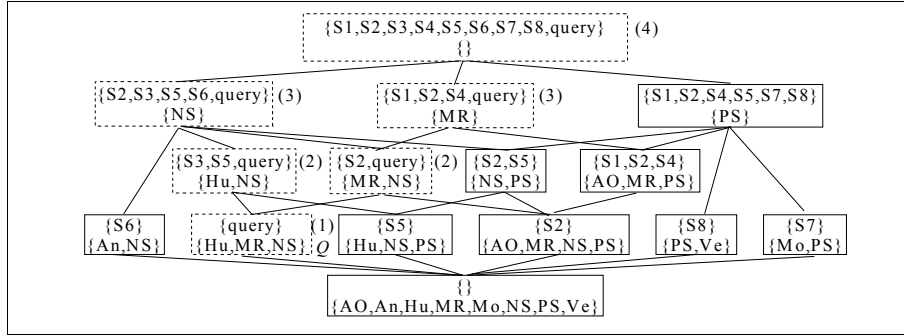 {S1,S2,S3,S4,S5,S6,S7,S8,query} (4)
{}
{S2,S3,S5,S6,query} (3) {S1,S2,S4,query} (3) {S1,S2,S4,S5,S7,S8}
{NS} {MR} {PS}
{S3,S5,query} (2) {S2,query} (2) {S2,S5} {S1,S2,S4}
{Hu,NS} {MR,NS} {NS,PS} {AO,MR,PS}
{S6} {query} (1) {S5} {S2} {S8} {S7}
{An,NS} {Hu,MR,NS} Q {Hu,NS,PS} {AO,MR,NS,PS} {PS,Ve} {Mo,PS}
{}
{AO,An,Hu,MR,Mo,NS,PS,Ve}